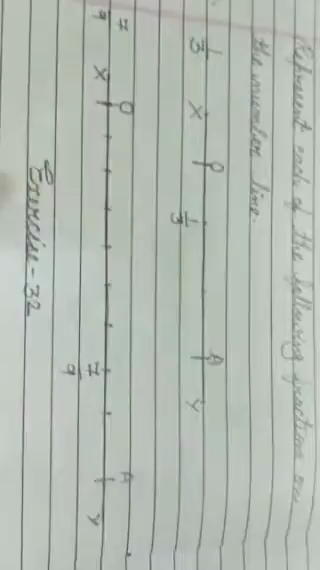 Represent each of the following fractions on
the number line.
1/3
X O A Y
1/3
7/9
X O A Y
7/9
Exercise - 32